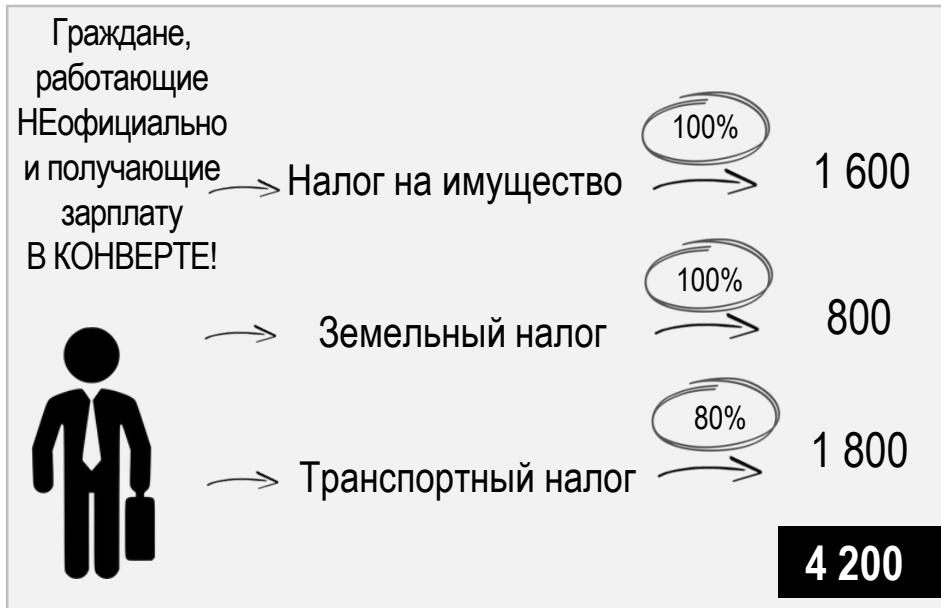 Граждане,
работающие
НЕофициально
и получающие
зарплату
В КОНВЕРТЕ!
Налог на имущество
100%
1 600
Земельный налог
100%
800
Транспортный налог
80%
1 800
4 200